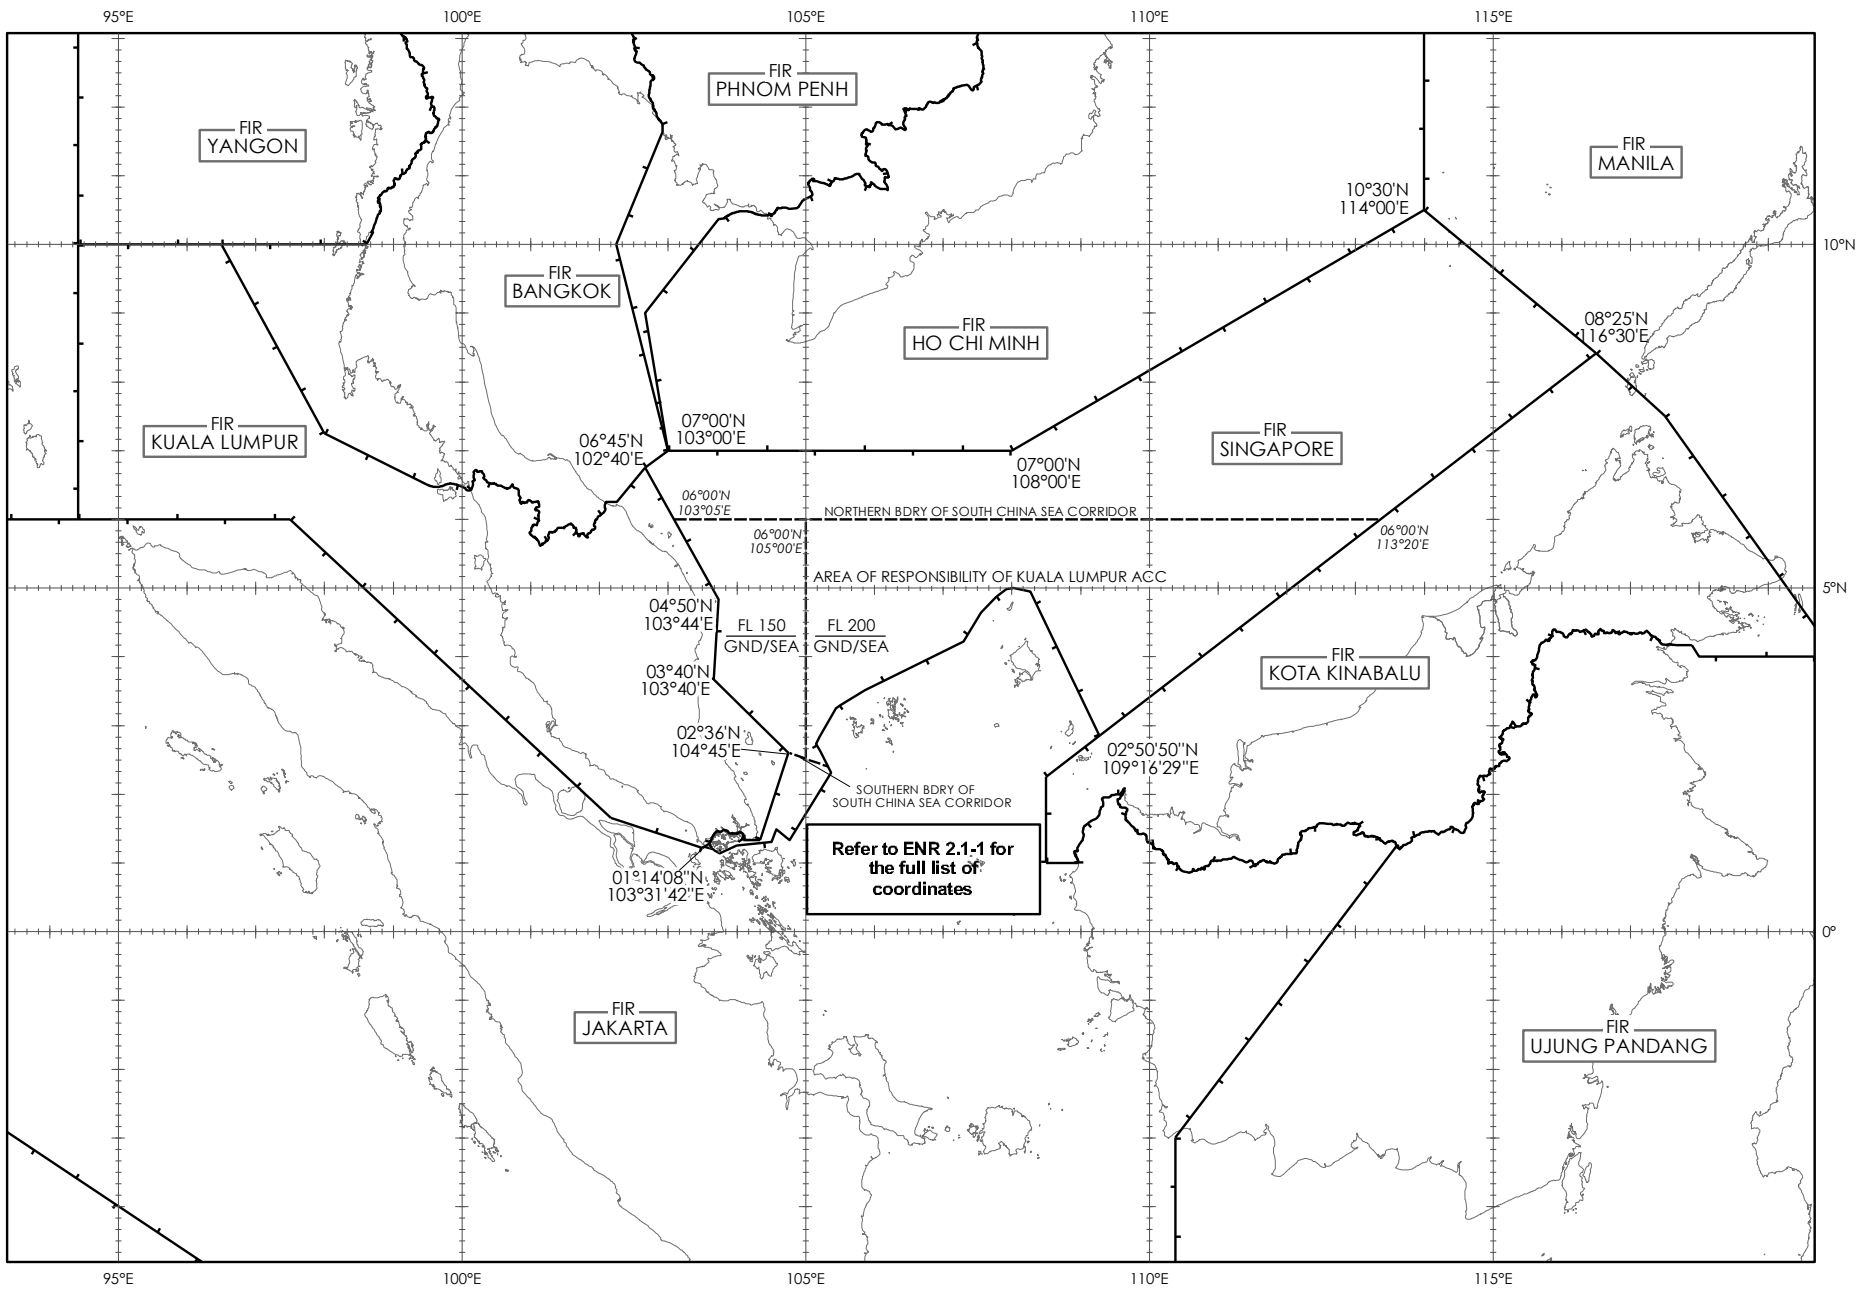 95°E
100°E
105°E
110°E
115°E
FIR
PHNOM PENH
FIR
YANGON
FIR
MANILA
10°30'N
114°00'E
10°N
FIR
BANGKOK
FIR
HO CHI MINH
08°25'N
116°30'E
FIR
KUALA LUMPUR
07°00'N
103°00'E
06°45'N
102°40'E
FIR
SINGAPORE
07°00'N
108°00'E
06°00'N
103°05'E
NORTHERN BDRY OF SOUTH CHINA SEA CORRIDOR
06°00'N
105°00'E
06°00'N
113°20'E
AREA OF RESPONSIBILITY OF KUALA LUMPUR ACC
5°N
04°50'N
103°44'E
FL 150
GND/SEA
FL 200
GND/SEA
03°40'N
103°40'E
FIR
KOTA KINABALU
02°36'N
104°45'E
02°50'50"N
109°16'29"E
SOUTHERN BDRY OF
SOUTH CHINA SEA CORRIDOR
Refer to ENR 2.1-1 for
the full list of
coordinates
01°14'08"N
103°31'42"E
0°
FIR
JAKARTA
FIR
UJUNG PANDANG
95°E
100°E
105°E
110°E
115°E